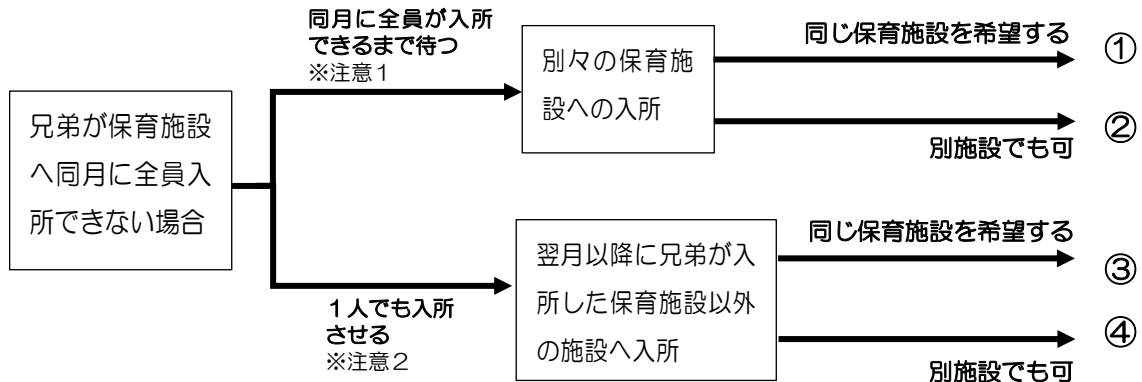 兄弟が保育施設
へ同月に全員入
所できない場合
同月に全員が入所
できるまで待つ
※注意１
別々の保育施
設への入所
同じ保育施設を希望する
①
②
別施設でも可
１人でも入所
させる
※注意２
翌月以降に兄弟が入
所した保育施設以外
の施設へ入所
同じ保育施設を希望する
③
④
別施設でも可